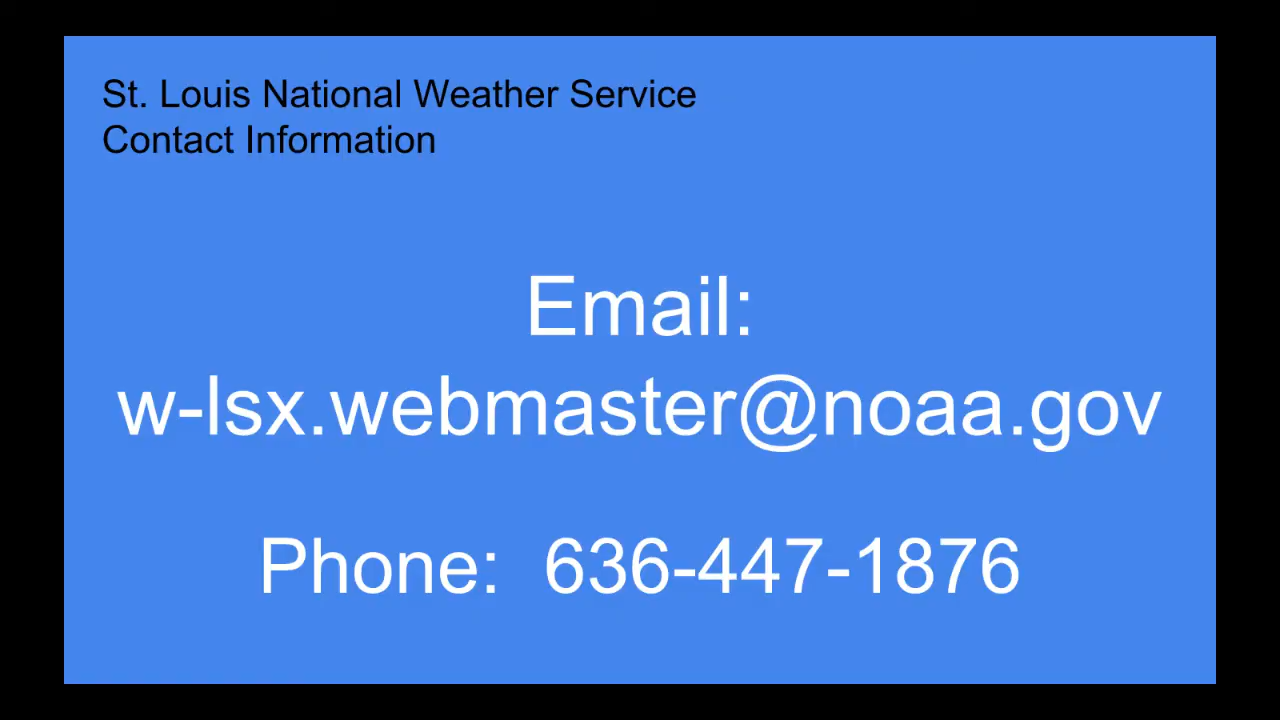 St. Louis National Weather Service
Contact Information
Email:
w-lsx.webmaster@noaa.gov
Phone:  636-447-1876